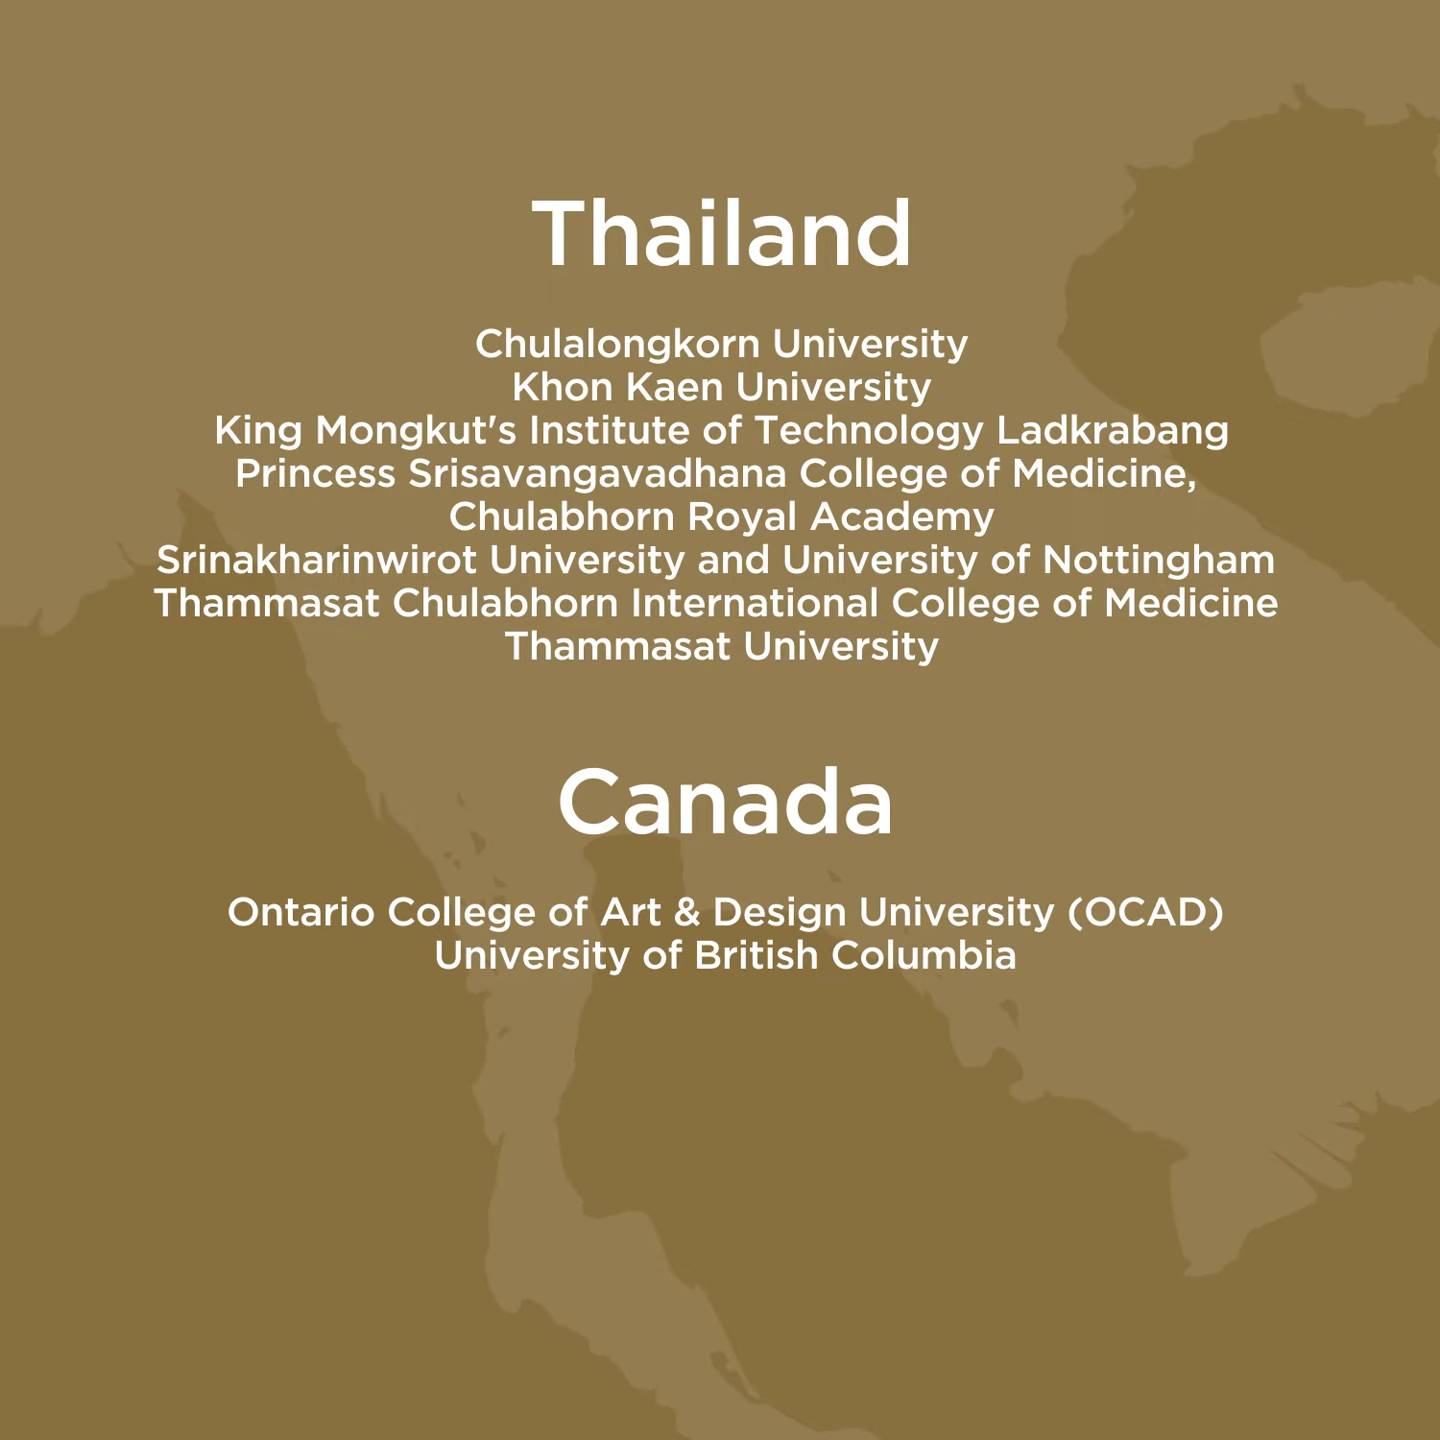 Thailand
Chulalongkorn University
Khon Kaen University
King Mongkut's Institute of Technology Ladkrabang
Princess Srisavangavadhana College of Medicine,
Chulabhorn Royal Academy
Srinakharinwirot University and University of Nottingham
Thammasat Chulabhorn International College of Medicine
Thammasat University
Canada
Ontario College of Art & Design University (OCAD)
University of British Columbia